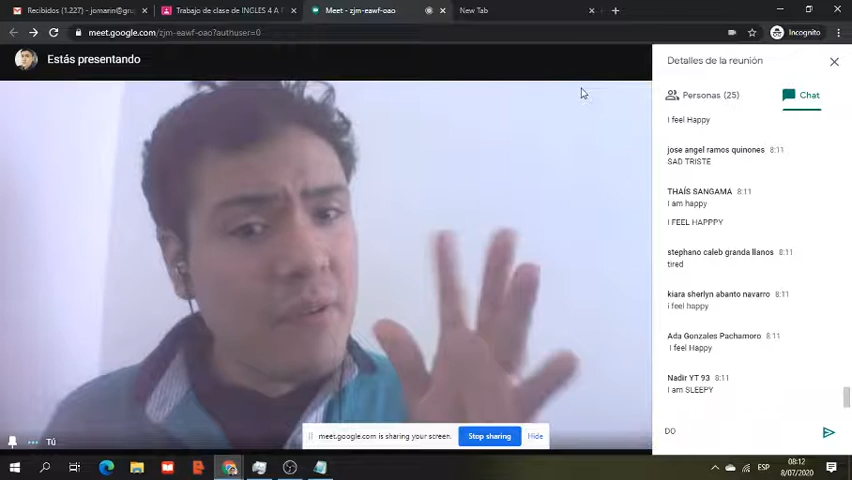 Recibidos (1.227) - jomarin@gru
Trabajo de clase de INGLES 4 A P
Meet - zjm-eawf-oao
New Tab
meet.google.com/zjm-eawf-oao?authuser=0
Incognito
Estás presentando
Detalles de la reunión
Personas (25)
Chat
I feel Happy
jose angel ramos quinones 8:11
SAD TRISTE
THAÍS SANGAMA 8:11
I am happy
I FEEL HAPPPY
stephano caleb granda llanos 8:11
tired
kiara sherlyn abanto navarro 8:11
i feel happy
Ada Gonzales Pachamoro 8:11
I feel Happy
Nadir YT 93 8:11
I am SLEEPY
DO
Tú
meet.google.com is sharing your screen.
Stop sharing
Hide
ESP
08:12
8/07/2020